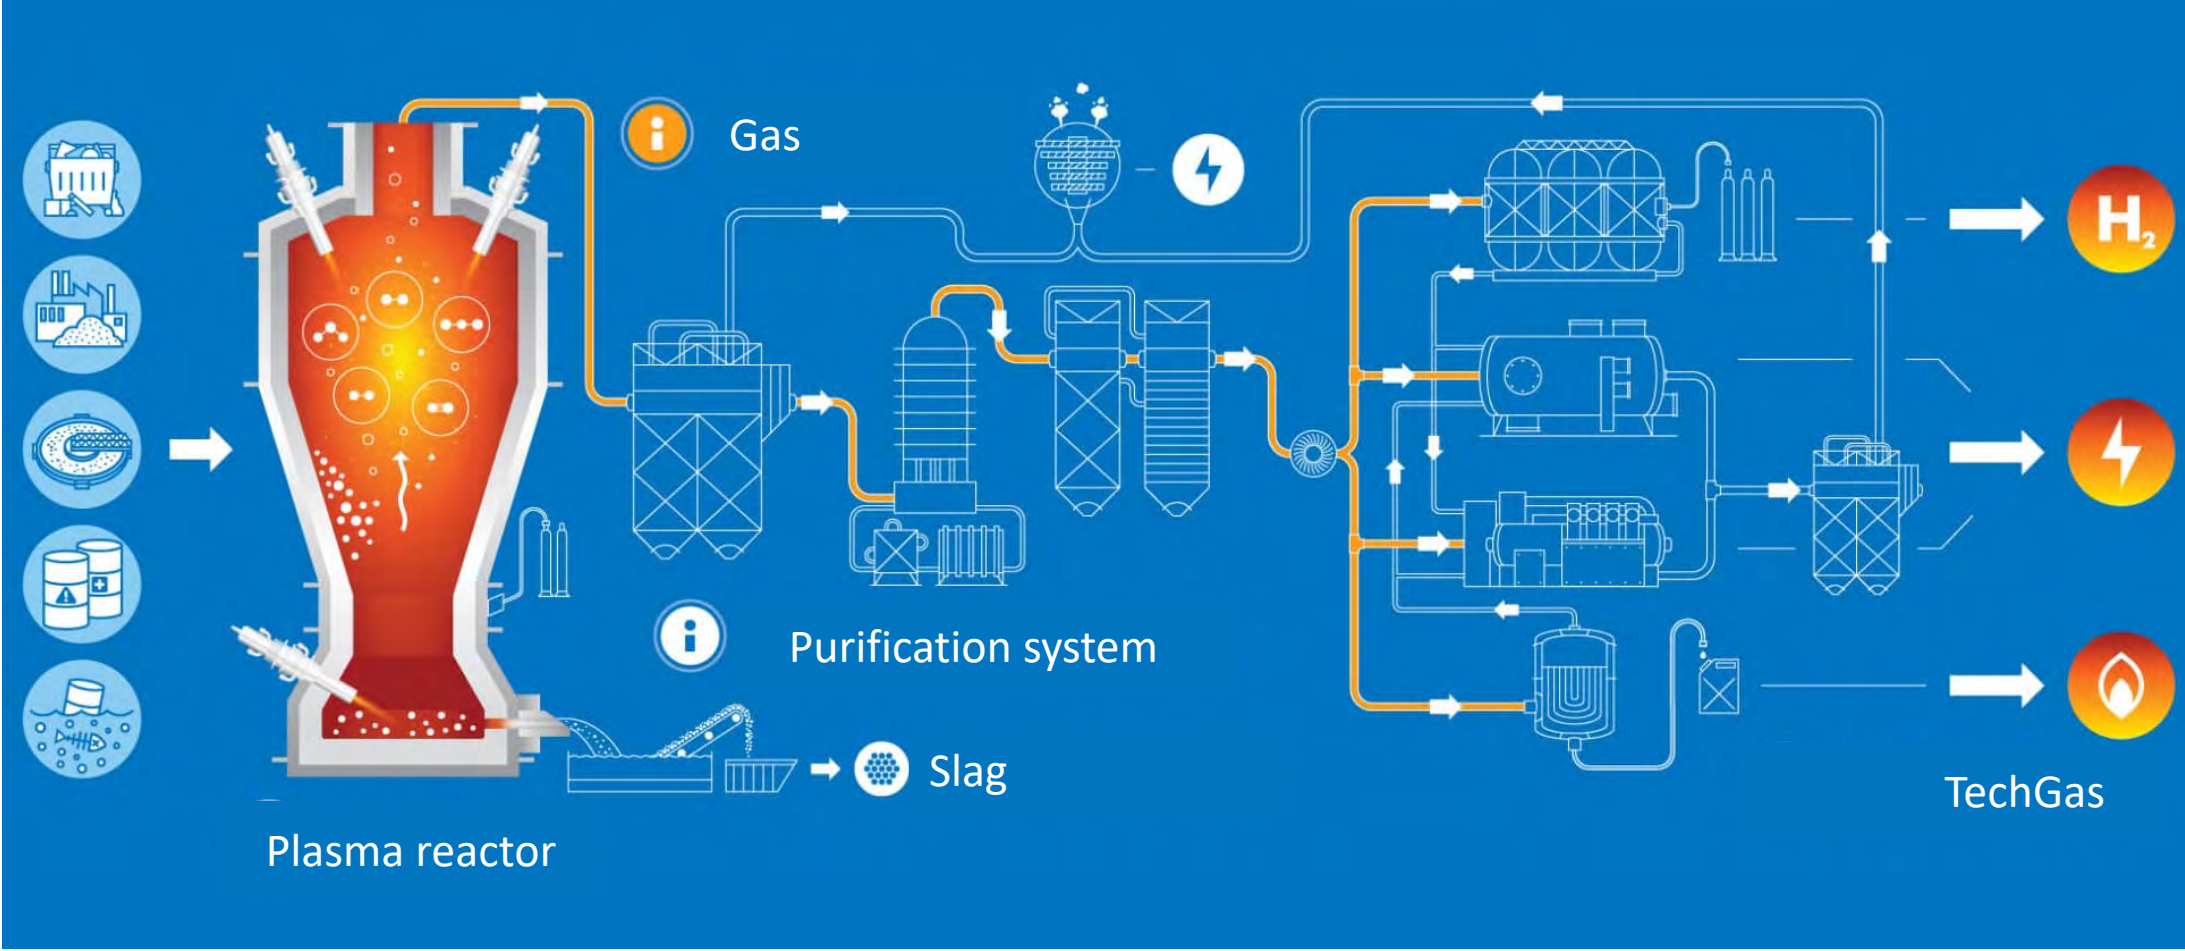 Gas
H₂
Purification system
Slag
TechGas
Plasma reactor